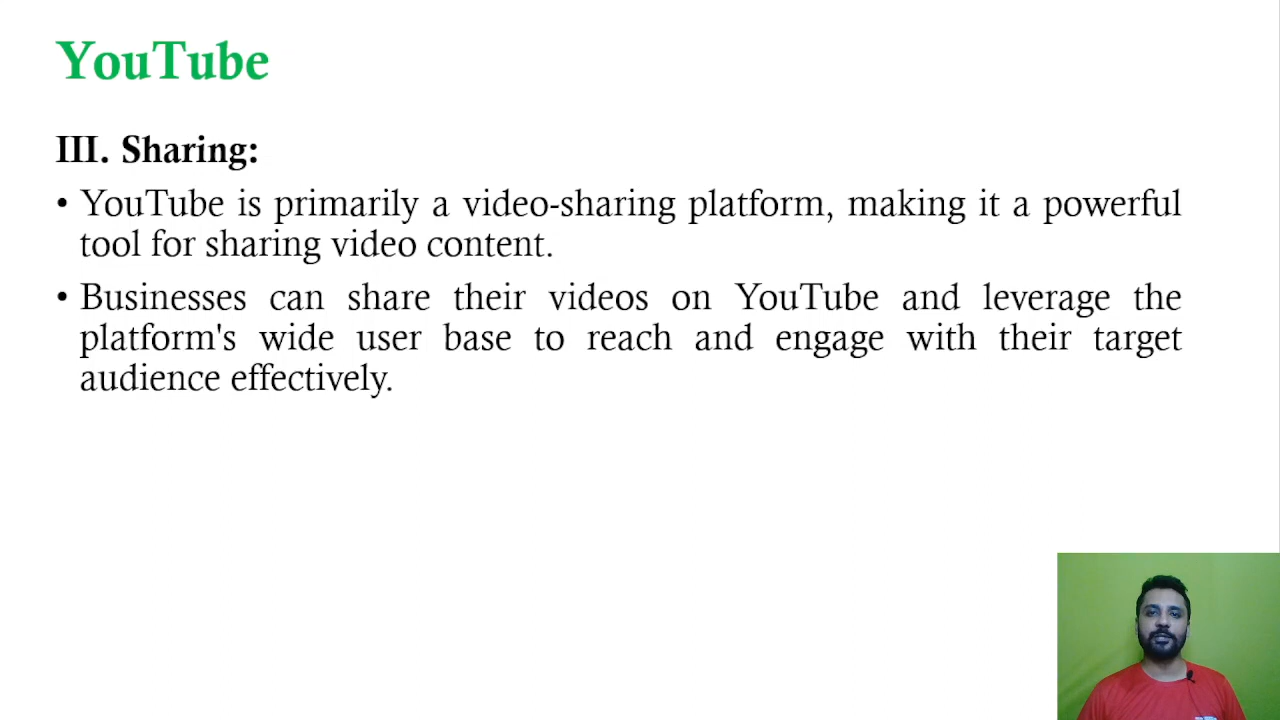 YouTube
III. Sharing:
• YouTube is primarily a video-sharing platform, making it a powerful
tool for sharing video content.
• Businesses can share their videos on YouTube and leverage the
platform's wide user base to reach and engage with their target
audience effectively.